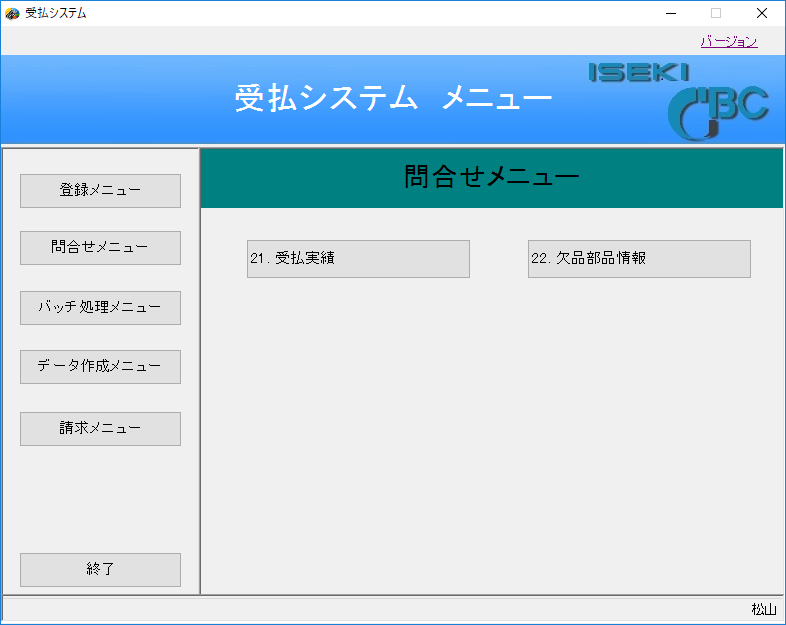 受払システム
バージョン
受払システム メニュー
ISEKI
GBC
登録メニュー
問合せメニュー
バッチ処理メニュー
データ作成メニュー
請求メニュー
終了
問合せメニュー
21. 受払実績
22. 欠品部品情報
松山